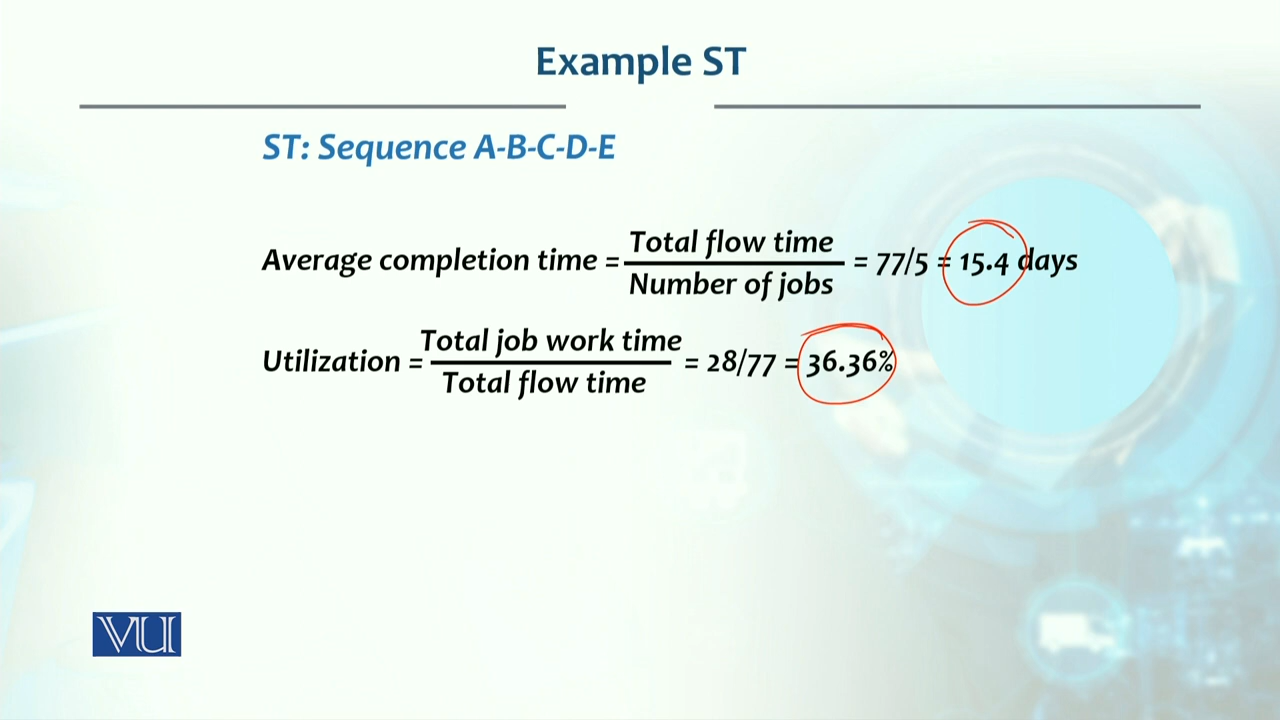 Example ST
ST: Sequence A-B-C-D-E
Average completion time = Total flow time / Number of jobs = 77/5 = 15.4 days
Utilization = Total job work time / Total flow time = 28/77 = 36.36%
VU